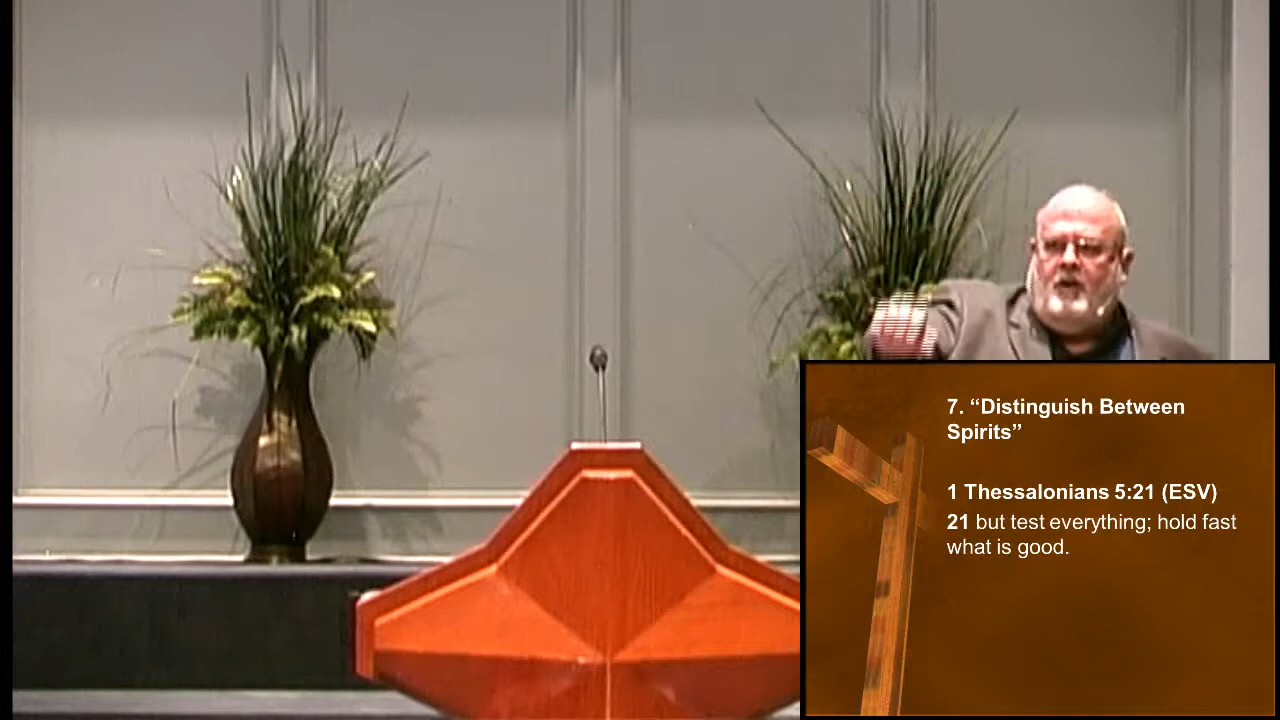 7. “Distinguish Between
Spirits”
1 Thessalonians 5:21 (ESV)
21 but test everything; hold fast
what is good.